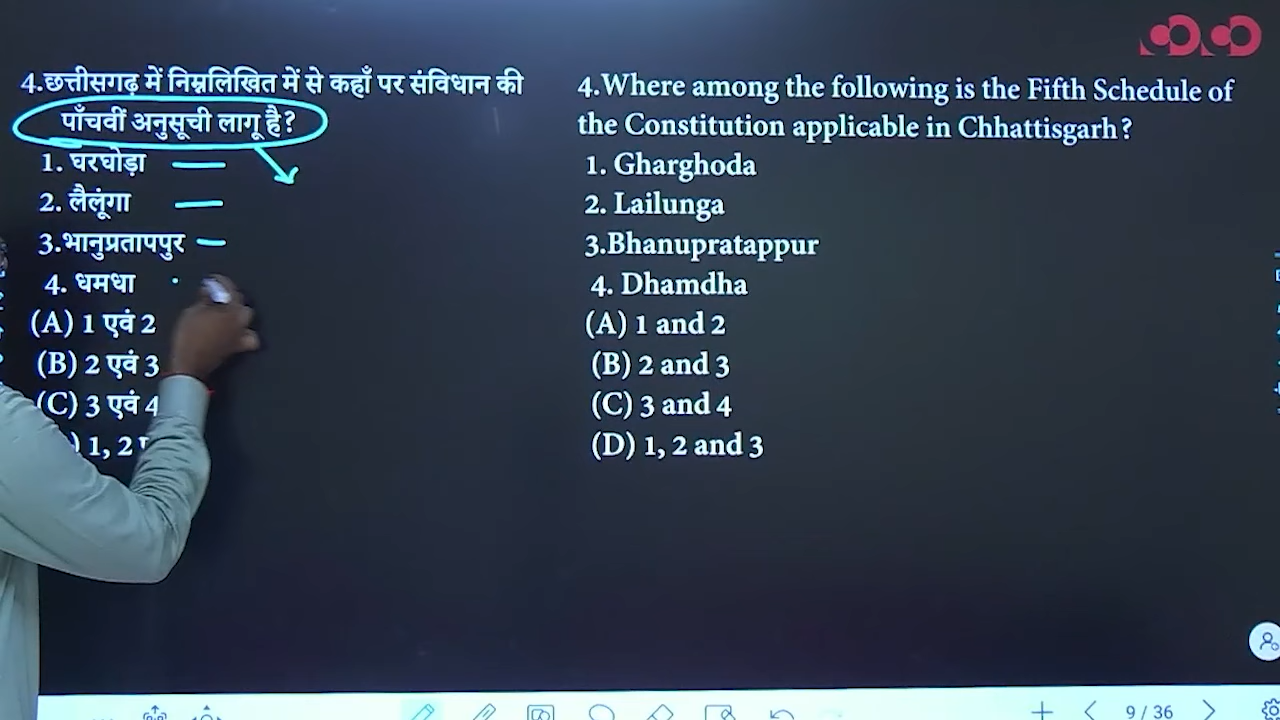 4.छत्तीसगढ़ में निम्नलिखित में से कहाँ पर संविधान की
पाँचवीं अनुसूची लागू है?
1. घरघोड़ा
2. लैलूंगा
3.भानुप्रतापपुर
4. धमधा
(A) 1 एवं 2
(B) 2 एवं 3
(C) 3 एवं 4
) 1, 2
4.Where among the following is the Fifth Schedule of
the Constitution applicable in Chhattisgarh?
1. Gharghoda
2. Lailunga
3.Bhanupratappur
4. Dhamdha
(A) 1 and 2
(B) 2 and 3
(C) 3 and 4
(D) 1, 2 and 3
9 / 36